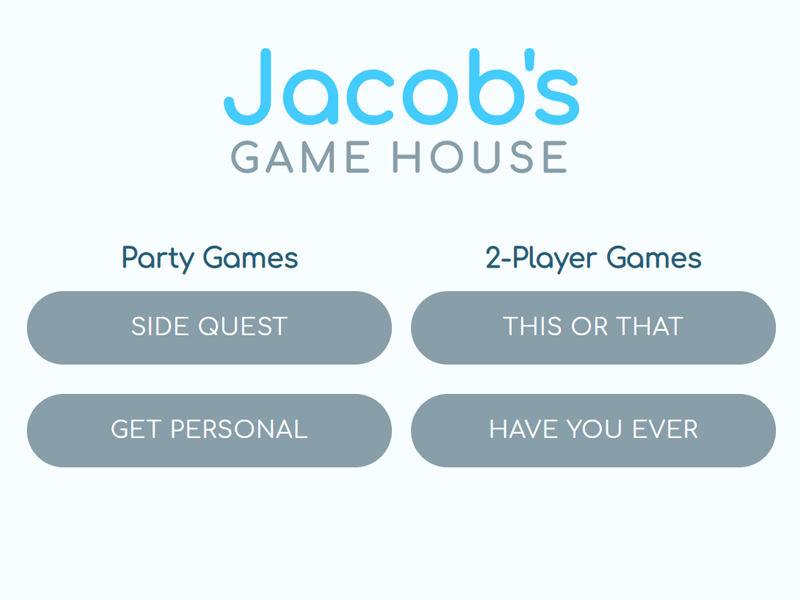 Jacob's
GAME HOUSE
Party Games
SIDE QUEST
GET PERSONAL
2-Player Games
THIS OR THAT
HAVE YOU EVER